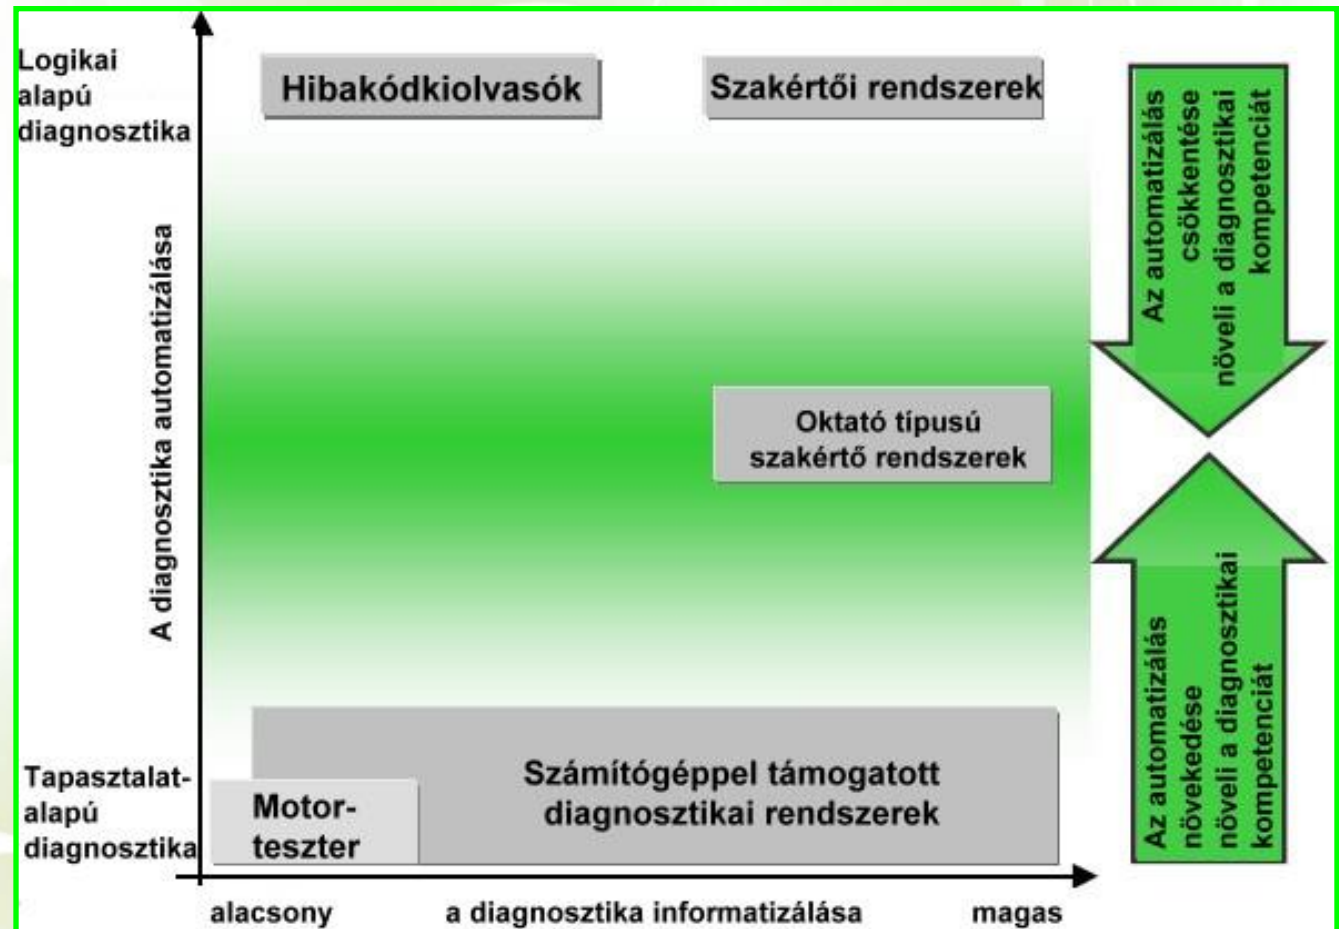 Logikai
alapú
diagnosztika
Hibakódkiolvasók
Szakértői rendszerek
Az automatizálás
csökkentése
növeli a diagnosztikai
kompetenciát
A diagnosztika automatizálása
Oktató típusú
szakértő rendszerek
Az automatizálás
növekedése
növeli a diagnosztikai
kompetenciát
Tapasztalat-
alapú
diagnosztika
Motor-
teszter
Számítógéppel támogatott
diagnosztikai rendszerek
alacsony
a diagnosztika informatizálása
magas